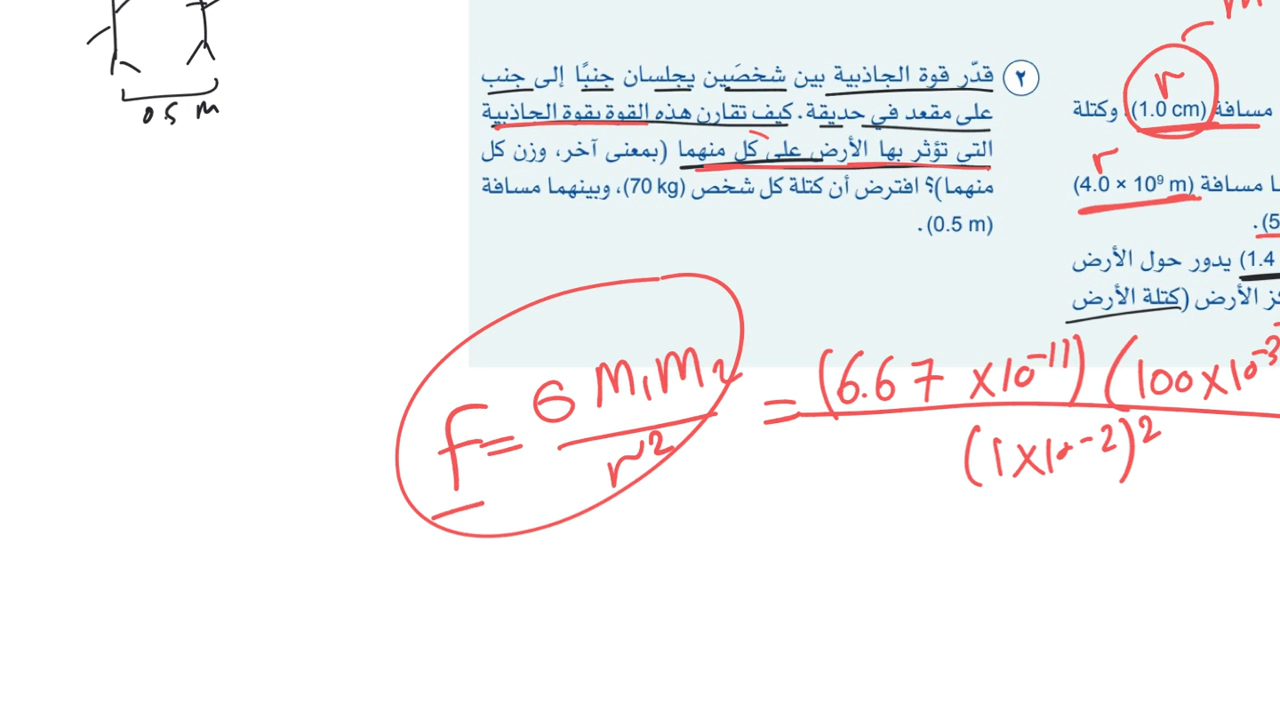 m
r
مسافة (1.0 cm)، وكتلة
r
مسافة (4.0 × 10⁹ m)
(5).
(1.4 يدور حول الأرض
الأرض (كتلة الأرض
٢ قدّر قوة الجاذبية بين شخصَين يجلسان جنبًا إلى جنب
على مقعد في حديقة. كيف تقارن هذه القوة بقوة الجاذبية
التي تؤثر بها الأرض على كل منهما (بمعنى آخر، وزن كل
منهما)؟ افترض أن كتلة كل شخص (70 kg)، وبينهما مسافة
(0.5 m).
0 5 m
f = G m₁m₂ / r² = (6.67 × 10⁻¹¹) (100 × 10⁻³ / (1 × 10⁻²)²